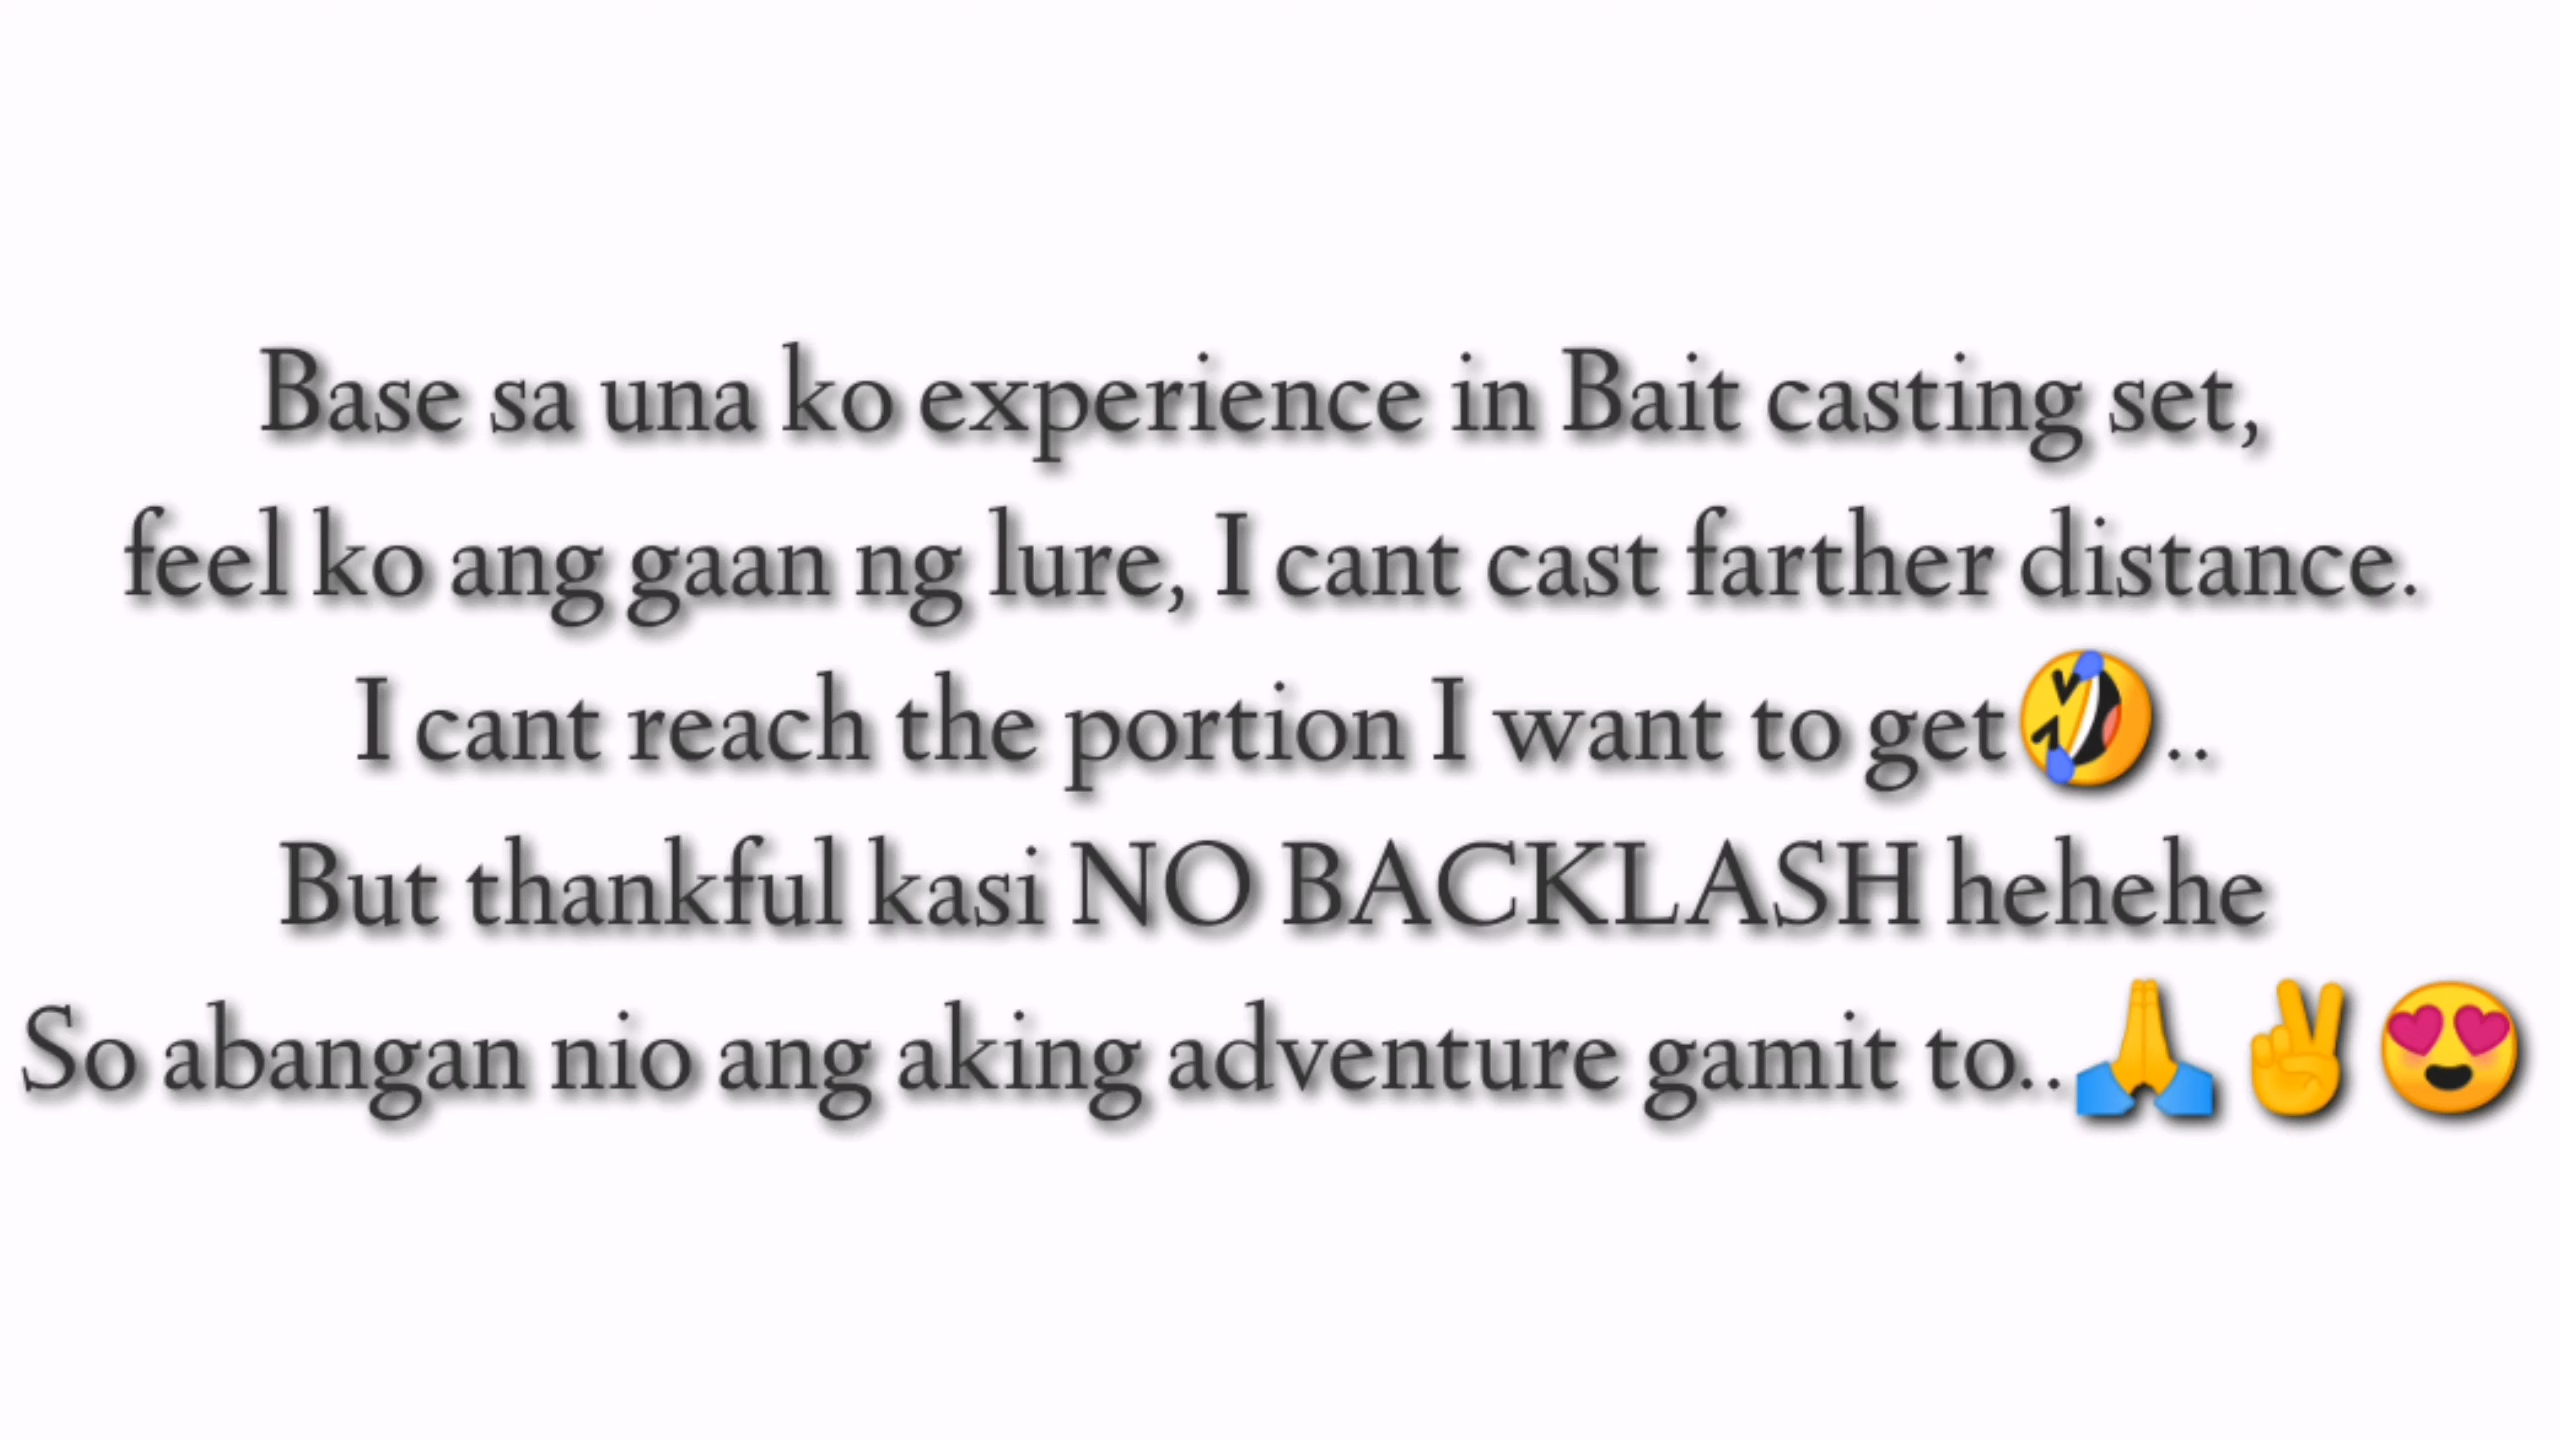 Base sa una ko experience in Bait casting set,
feel ko ang gaan ng lure, I cant cast farther distance.
I cant reach the portion I want to get🤣..
But thankful kasi NO BACKLASH hehehe
So abangan nio ang aking adventure gamit to..🙏✌😍